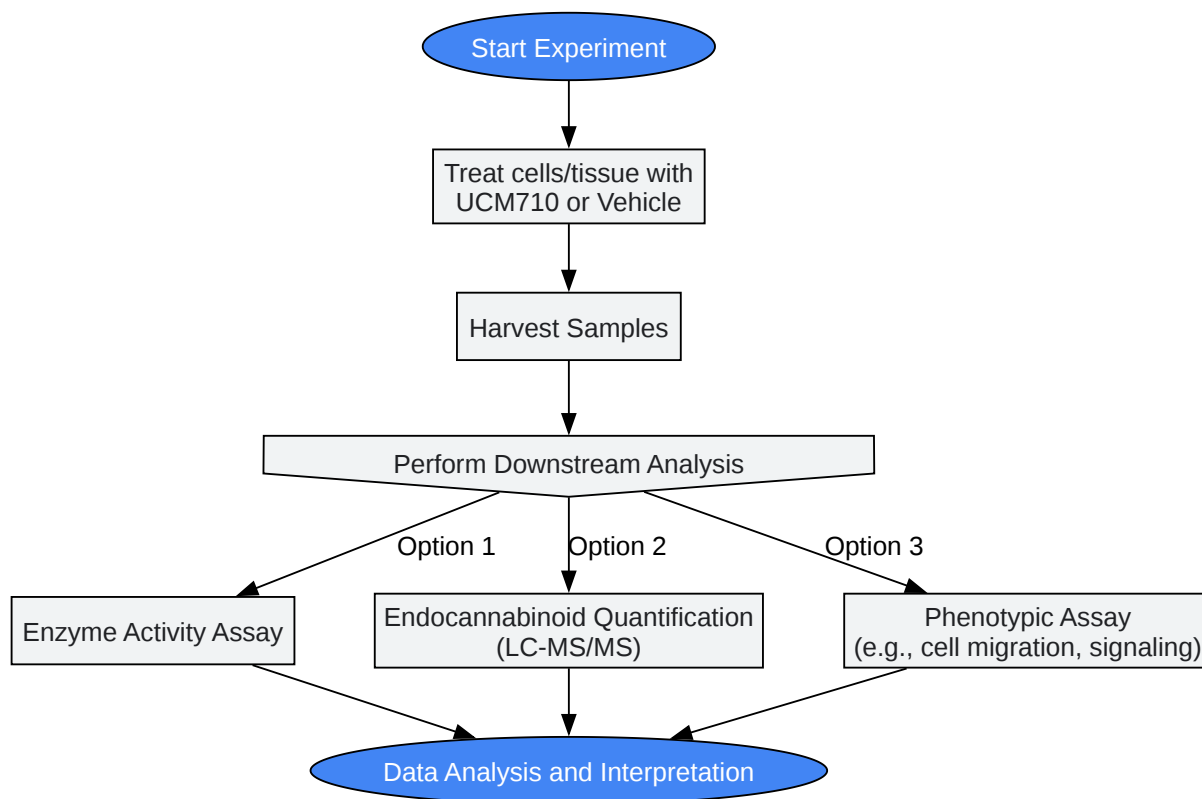 Start Experiment
Treat cells/tissue with
UCM710 or Vehicle
Harvest Samples
Perform Downstream Analysis
Option 1
Option 2
Option 3
Enzyme Activity Assay
Endocannabinoid Quantification
(LC-MS/MS)
Phenotypic Assay
(e.g., cell migration, signaling)
Data Analysis and Interpretation